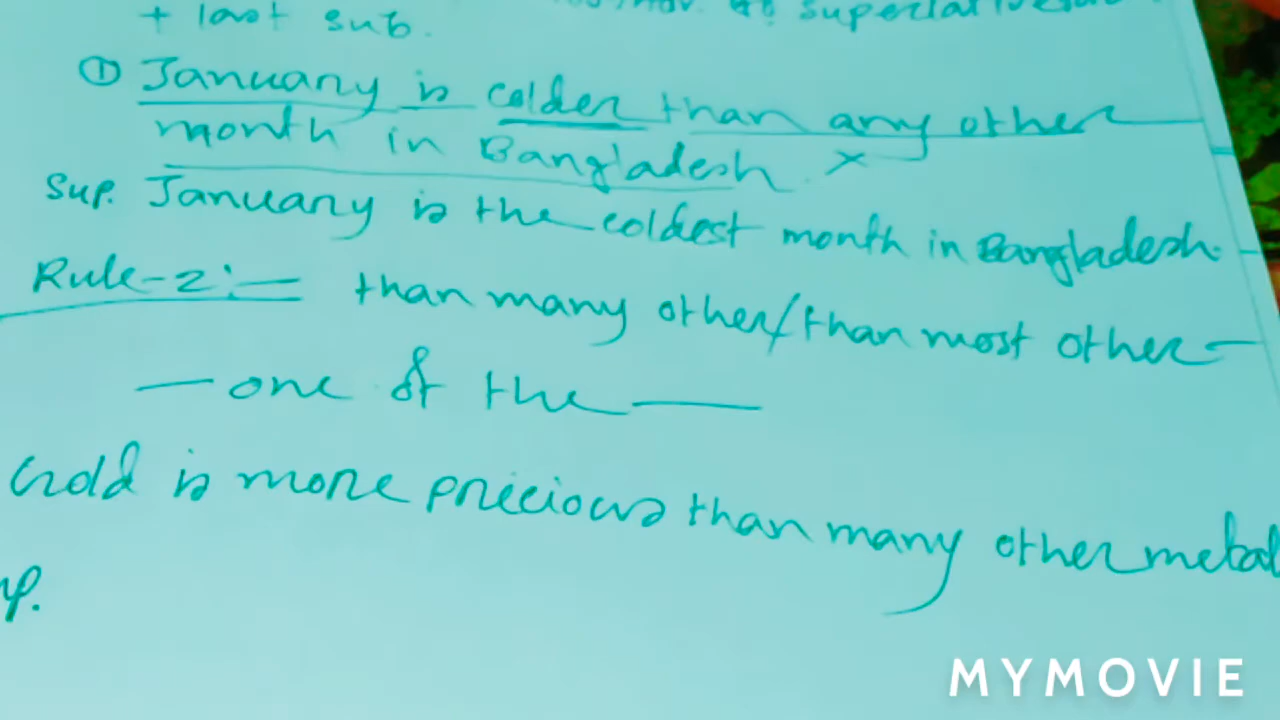 + last sub.
superlative
① January is colder than any other
month in Bangladesh. ×
Sup. January is the coldest month in Bangladesh.
Rule-2:— than many other/than most other —
— one of the —
Gold is more precious than many other metal
up.
MYMOVIE